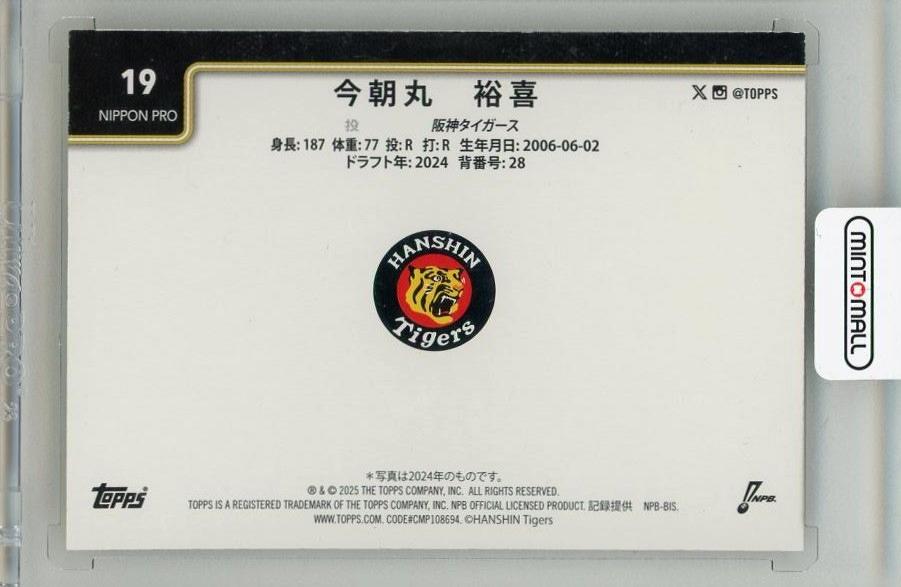 19
NIPPON PRO
今朝丸 裕喜
@TOPPS
投 阪神タイガース
身長: 187 体重: 77 投: R 打: R 生年月日: 2006-06-02
ドラフト年: 2024 背番号: 28
HANSHIN
Tigers
MINT MALL
＊写真は2024年のものです。
® & © 2025 THE TOPPS COMPANY, INC. ALL RIGHTS RESERVED.
TOPPS IS A REGISTERED TRADEMARK OF THE TOPPS COMPANY, INC. NPB OFFICIAL LICENSED PRODUCT. 記録提供 NPB-BIS.
WWW.TOPPS.COM. CODE#CMP108694. ©HANSHIN Tigers
Topps
NPB.